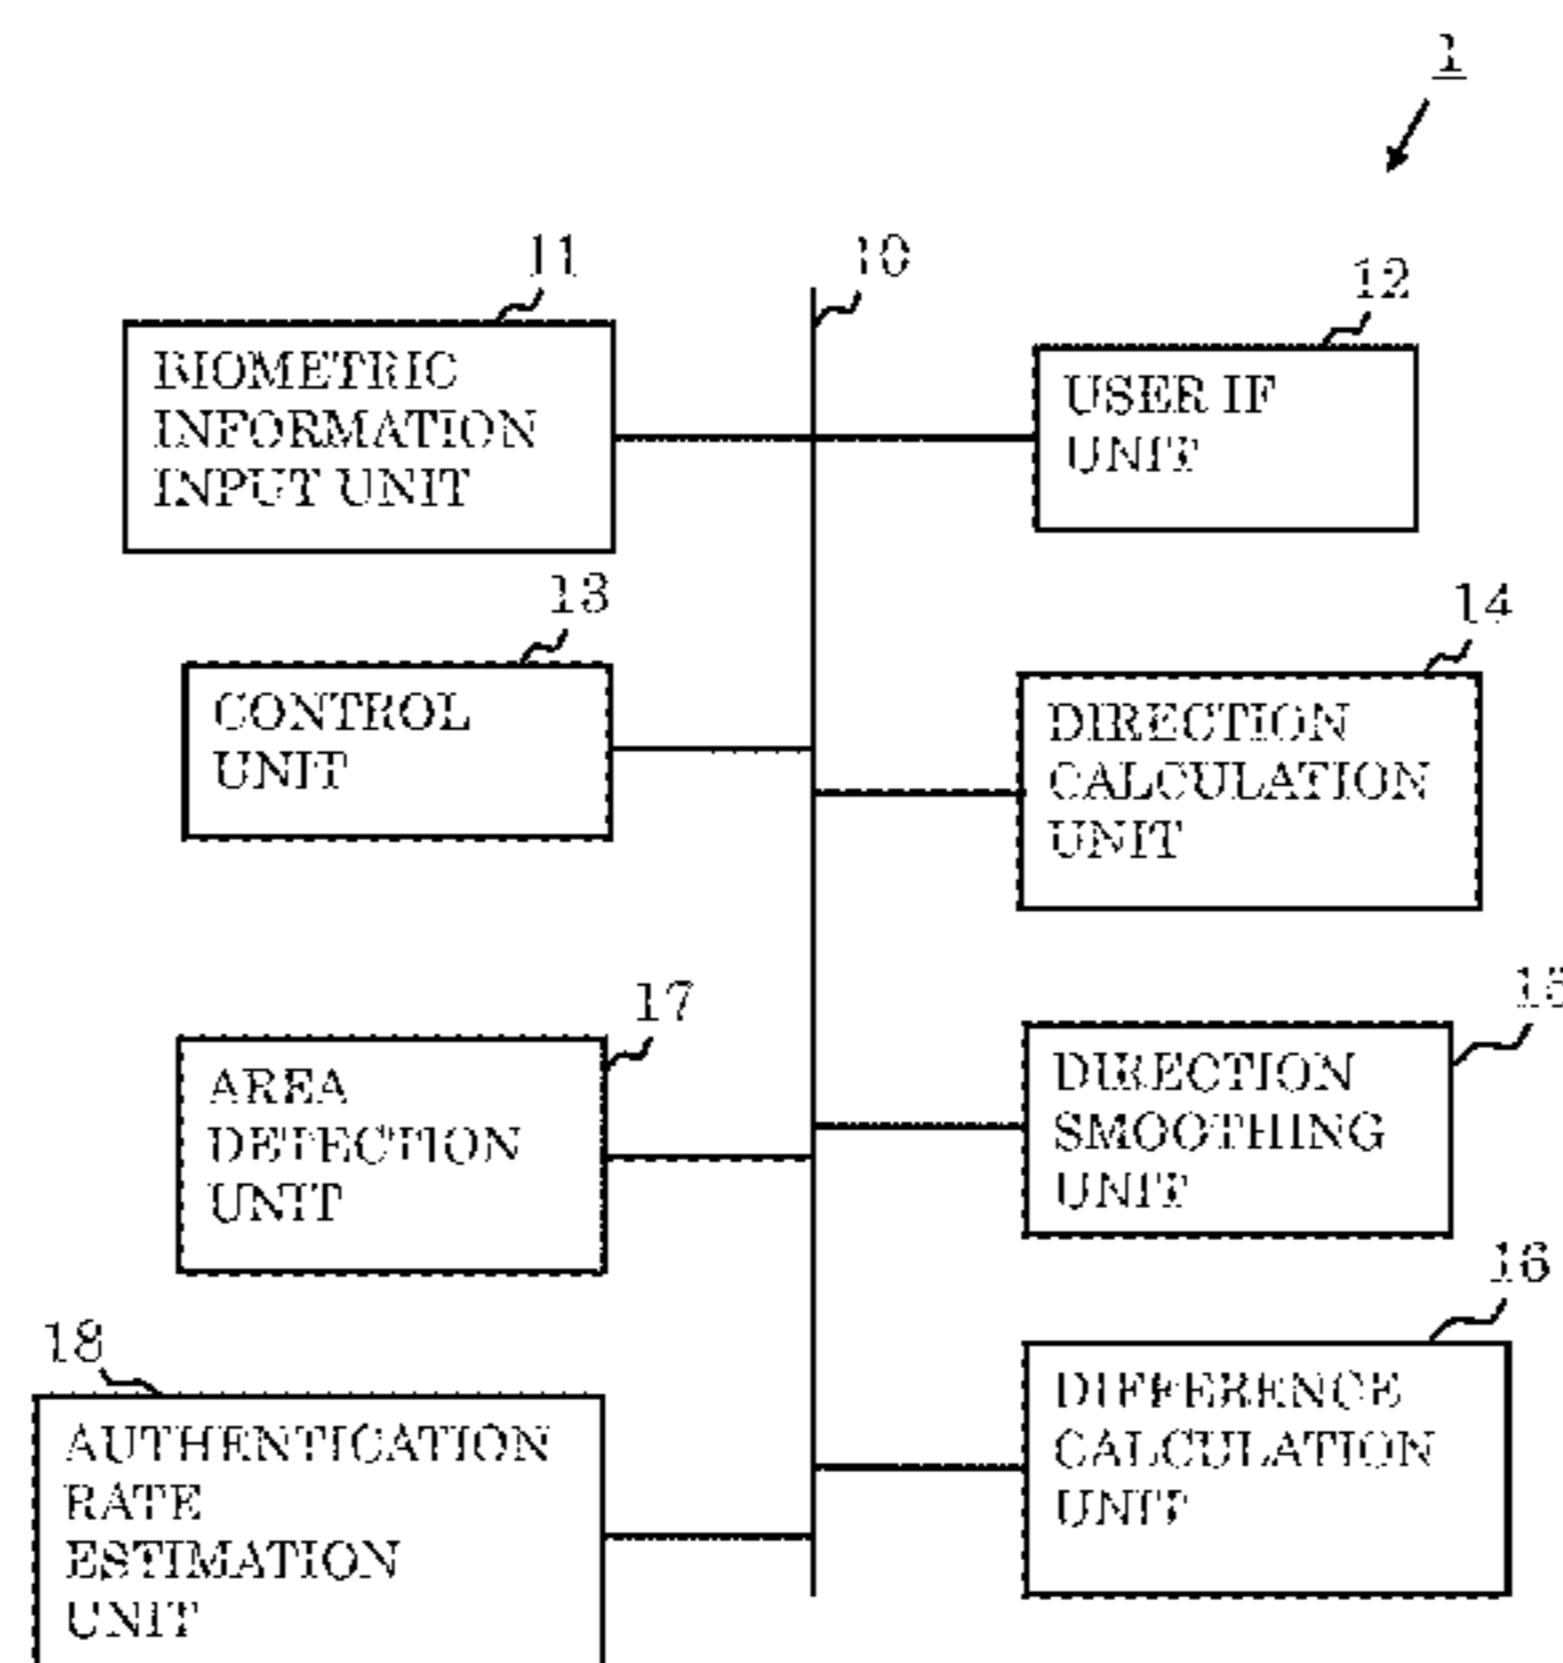 1
11
10
12
BIOMETRIC
INFORMATION
INPUT UNIT
USER IF
UNIT
13
14
CONTROL
UNIT
DIRECTION
CALCULATION
UNIT
17
15
AREA
DETECTION
UNIT
DIRECTION
SMOOTHING
UNIT
18
16
AUTHENTICATION
RATE
ESTIMATION
UNIT
DIFFERENCE
CALCULATION
UNIT